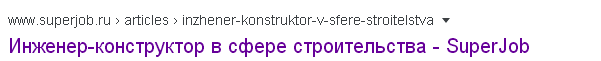 www.superjob.ru › articles › inzhener-konstruktor-v-sfere-stroitelstva
Инженер-конструктор в сфере строительства - SuperJob